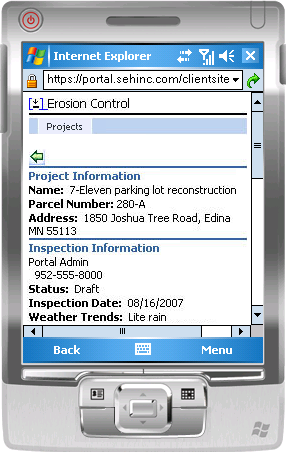 Internet Explorer
https://portal.sehinc.com/clientsite
Erosion Control
Projects
Project Information
Name: 7-Eleven parking lot reconstruction
Parcel Number: 280-A
Address: 1850 Joshua Tree Road, Edina
MN 55113
Inspection Information
Portal Admin
952-555-8000
Status: Draft
Inspection Date: 08/16/2007
Weather Trends: Lite rain
Back Menu